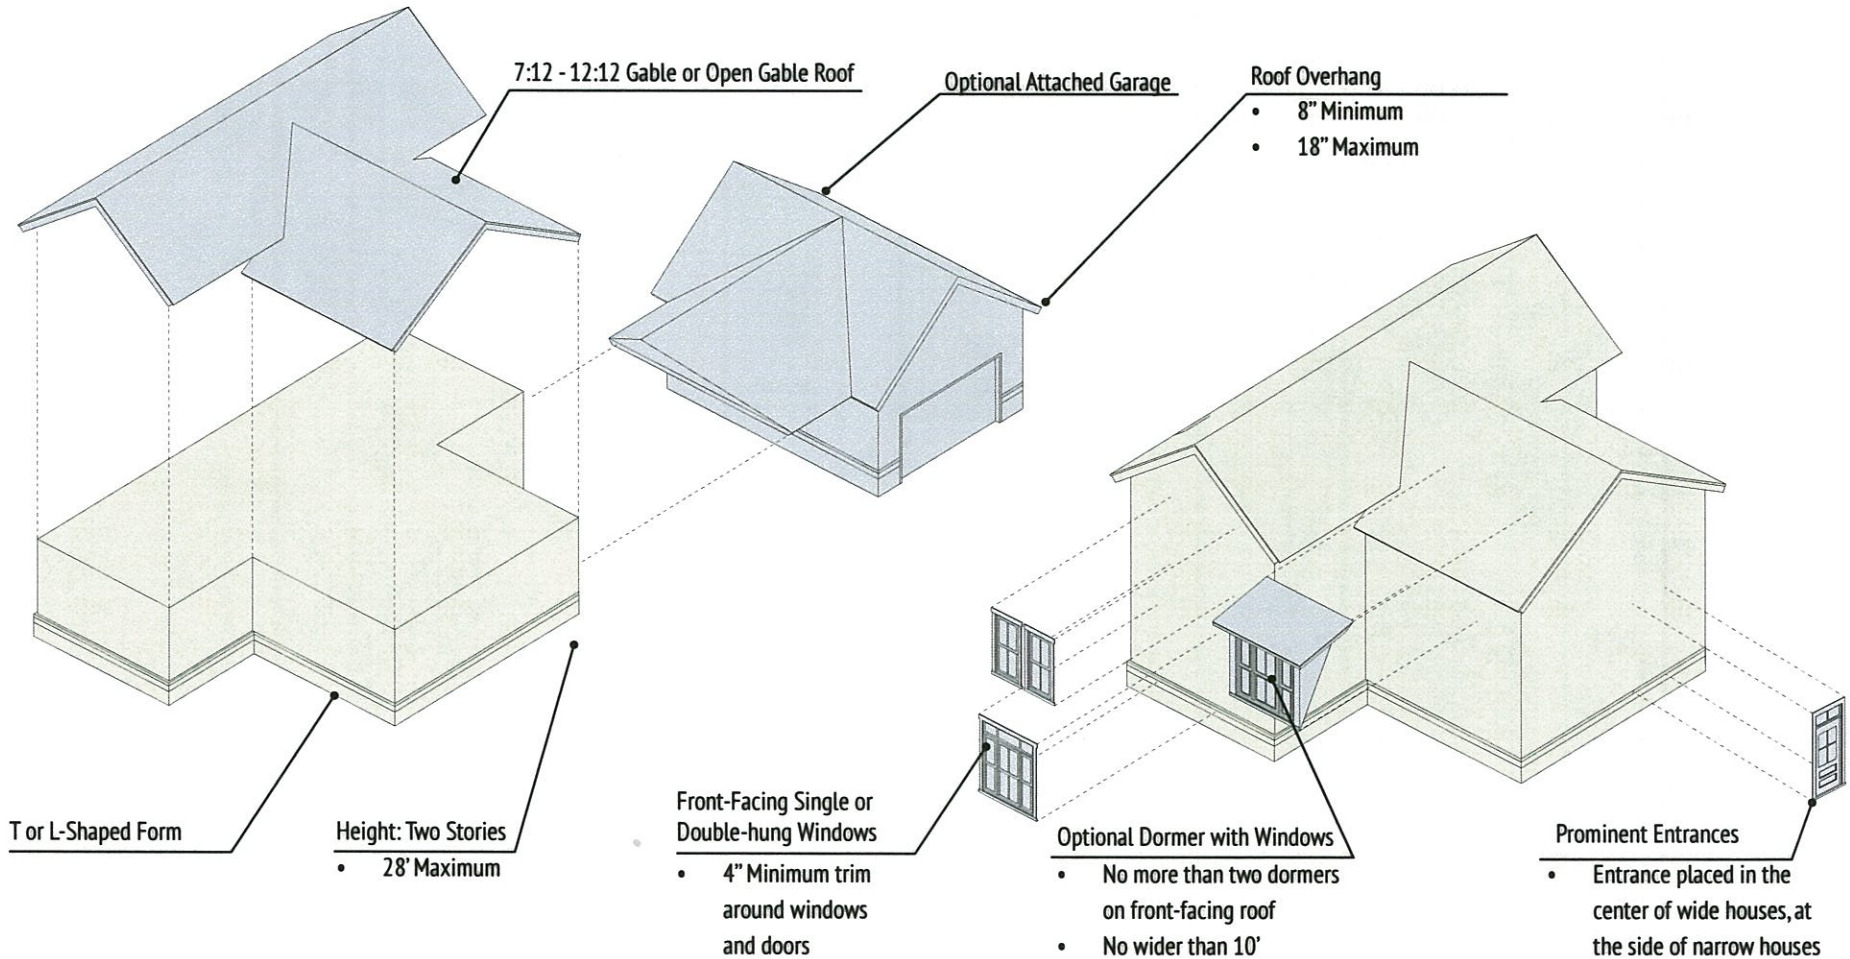 7:12 - 12:12 Gable or Open Gable Roof
Optional Attached Garage
Roof Overhang
• 8" Minimum
• 18" Maximum
T or L-Shaped Form
Height: Two Stories
• 28' Maximum
Front-Facing Single or
Double-hung Windows
• 4" Minimum trim
around windows
and doors
Optional Dormer with Windows
• No more than two dormers
on front-facing roof
• No wider than 10'
Prominent Entrances
• Entrance placed in the
center of wide houses, at
the side of narrow houses